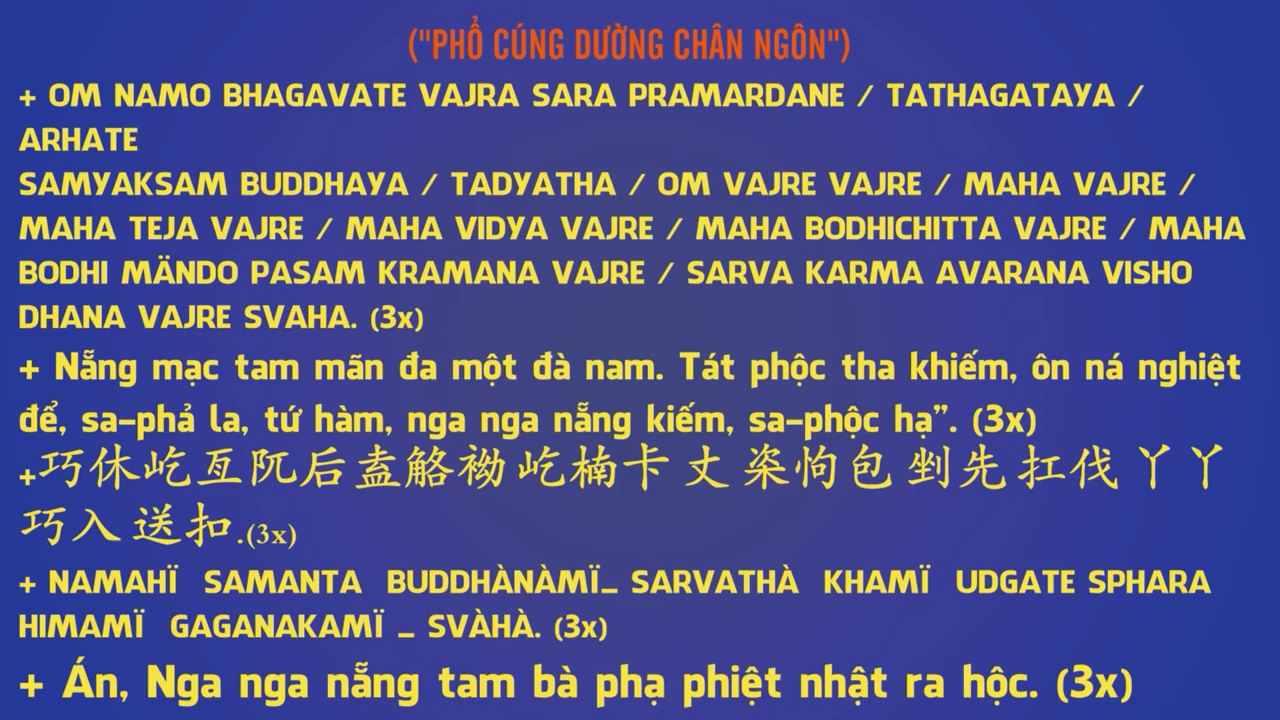 ("PHỔ CÚNG DƯỜNG CHÂN NGÔN")
+ OM NAMO BHAGAVATE VAJRA SARA PRAMARDANE / TATHAGATAYA /
ARHATE
SAMYAKSAM BUDDHAYA / TADYATHA / OM VAJRE VAJRE / MAHA VAJRE /
MAHA TEJA VAJRE / MAHA VIDYA VAJRE / MAHA BODHICHITTA VAJRE / MAHA
BODHI MÄNDO PASAM KRAMANA VAJRE / SARVA KARMA AVARANA VISHO
DHANA VAJRE SVAHA. (3x)
+ Nẵng mạc tam mãn đa một đà nam. Tát phộc tha khiếm, ôn ná nghiệt
để, sa-phả la, tứ hàm, nga nga nẵng kiếm, sa-phộc hạ”. (3x)
+巧休屹亙阢后盍觡袎屹楠卡丈 桼怐包 剉先扛伐 丫丫
巧入送扣.(3x)
+ NAMAHÏ SAMANTA BUDDHÀNÀMÏ_ SARVATHÀ KHAMÏ UDGATE SPHARA
HIMAMÏ GAGANAKAMÏ _ SVÀHÀ. (3x)
+ Án, Nga nga nẵng tam bà phạ phiệt nhật ra hộc. (3x)